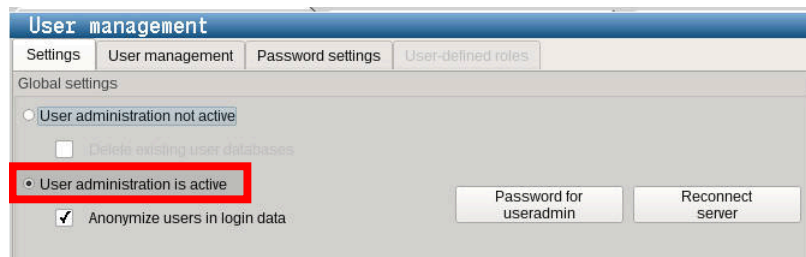 User management
Settings
User management
Password settings
User-defined roles
Global settings
User administration not active
Delete existing user databases
User administration is active
Anonymize users in login data
Password for
useradmin
Reconnect
server